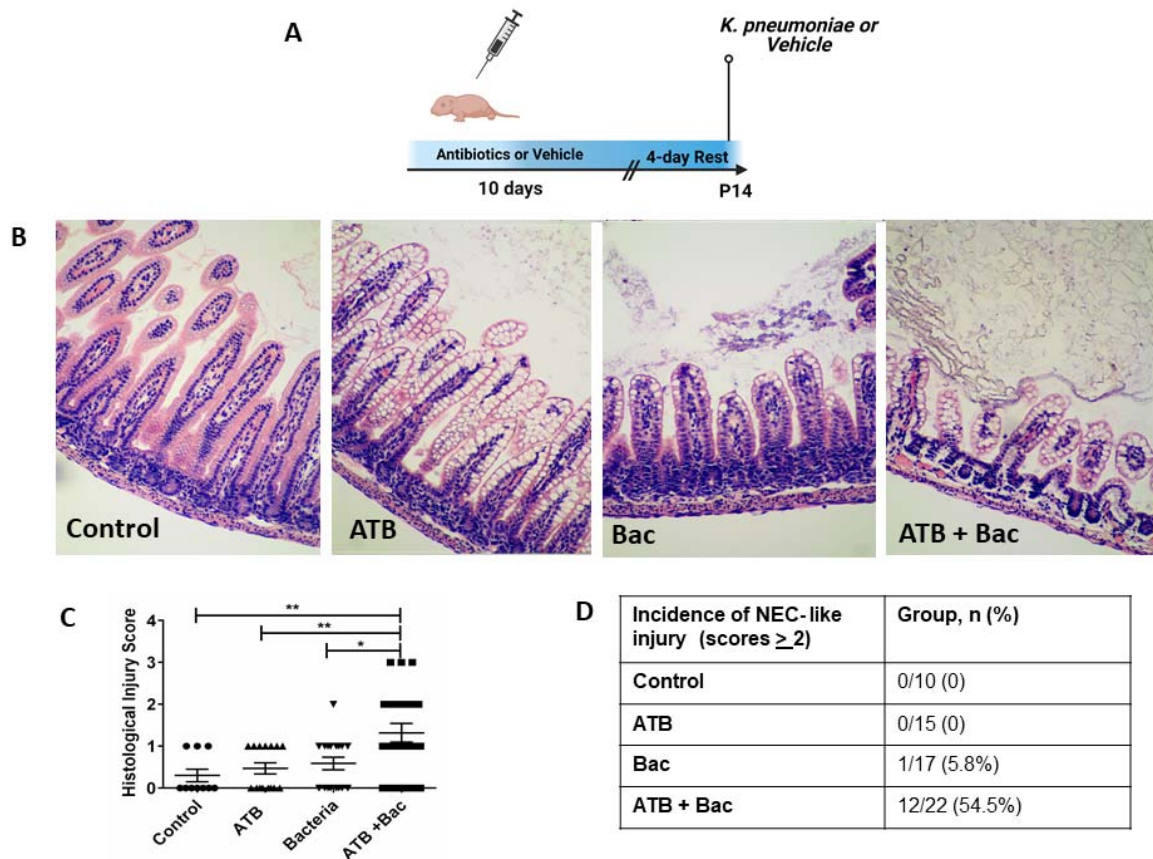 A
K. pneumoniae or
Vehicle
Antibiotics or Vehicle
4-day Rest
10 days
P14
B
Control
ATB
Bac
ATB + Bac
C
**
**
*
Histological Injury Score
4
3
2
1
0
Control
ATB
Bacteria
ATB +Bac
D
Incidence of NEC-like
injury (scores ≥ 2)
Group, n (%)
Control
0/10 (0)
ATB
0/15 (0)
Bac
1/17 (5.8%)
ATB + Bac
12/22 (54.5%)